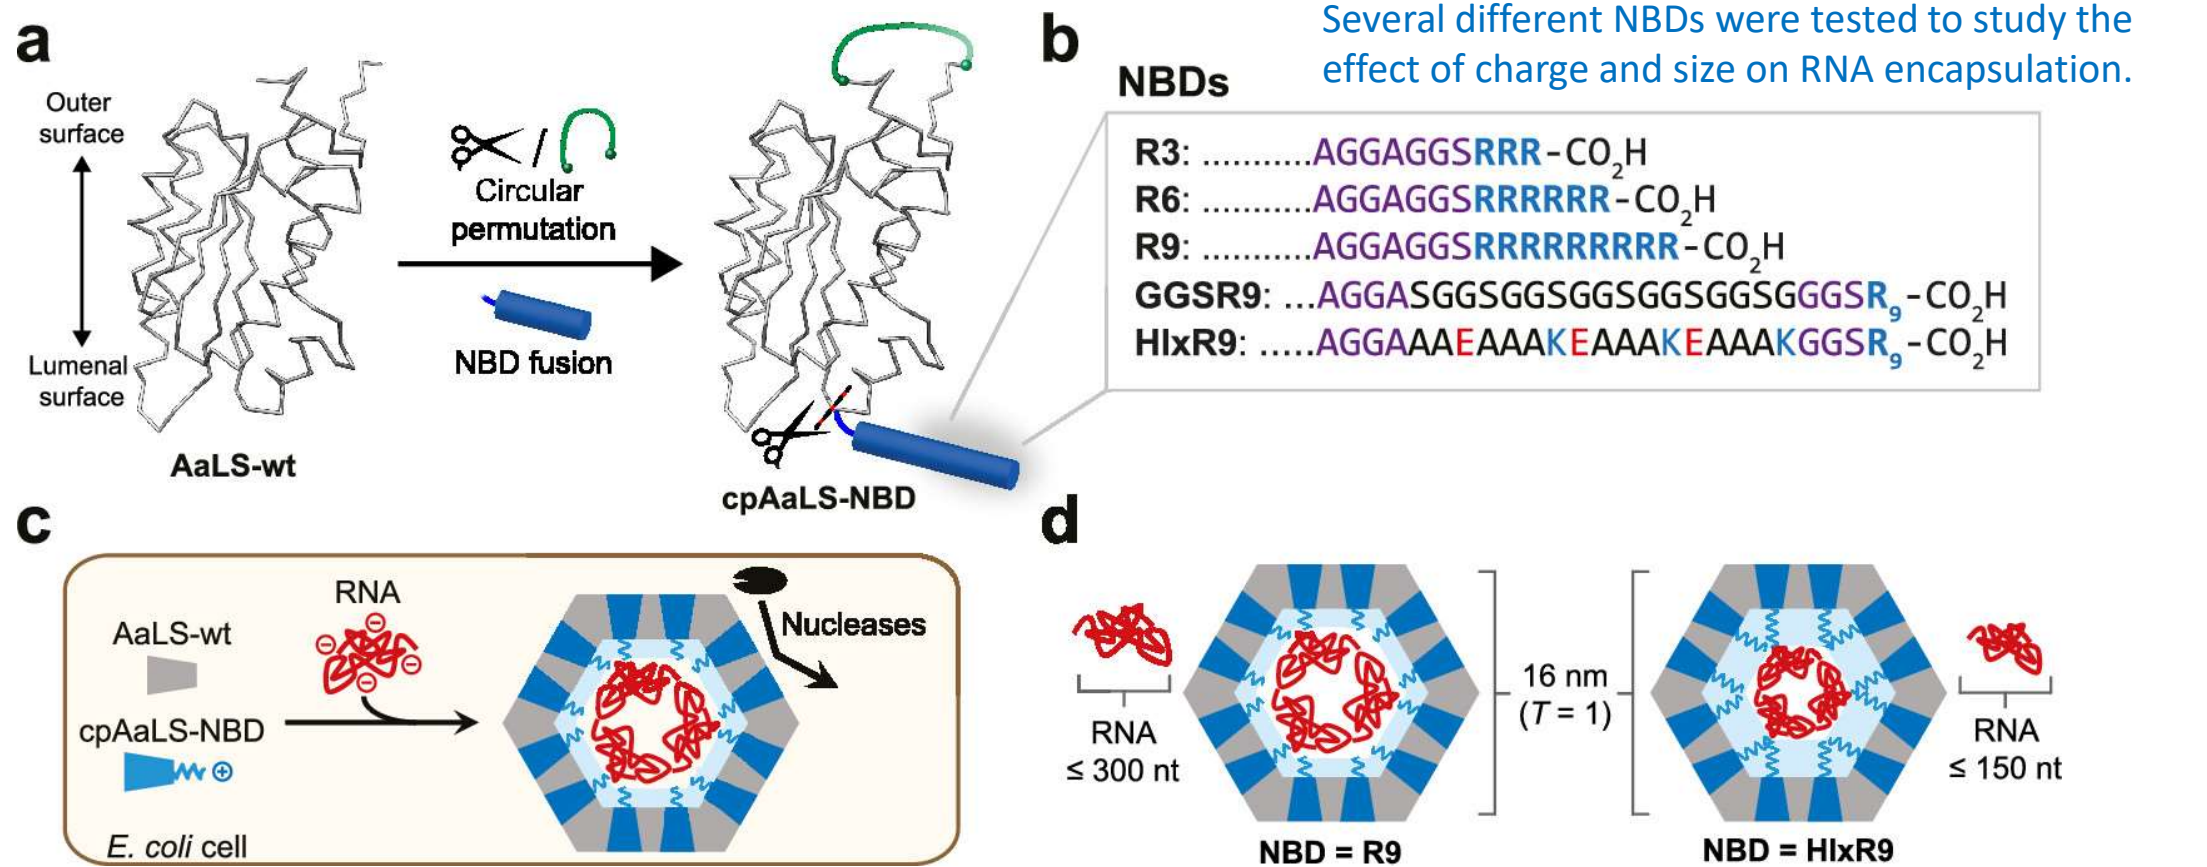 Several different NBDs were tested to study the
effect of charge and size on RNA encapsulation.
a
Outer
surface
Lumenal
surface
AaLS-wt
/
Circular
permutation
NBD fusion
cpAaLS-NBD
b
NBDs
R3: ...........AGGAGGSRRR-CO₂H
R6: ...........AGGAGGSRRRRRR-CO₂H
R9: ...........AGGAGGSRRRRRRRRR-CO₂H
GGSR9: ...AGGASGGSGGSGGSGGSGGSGGGSR₉-CO₂H
HlxR9: .....AGGAAAEAAAKEAAAKEAAAKGGSR₉-CO₂H
c
RNA
AaLS-wt
cpAaLS-NBD
Nucleases
E. coli cell
d
RNA
≤ 300 nt
NBD = R9
16 nm
(T = 1)
RNA
≤ 150 nt
NBD = HlxR9